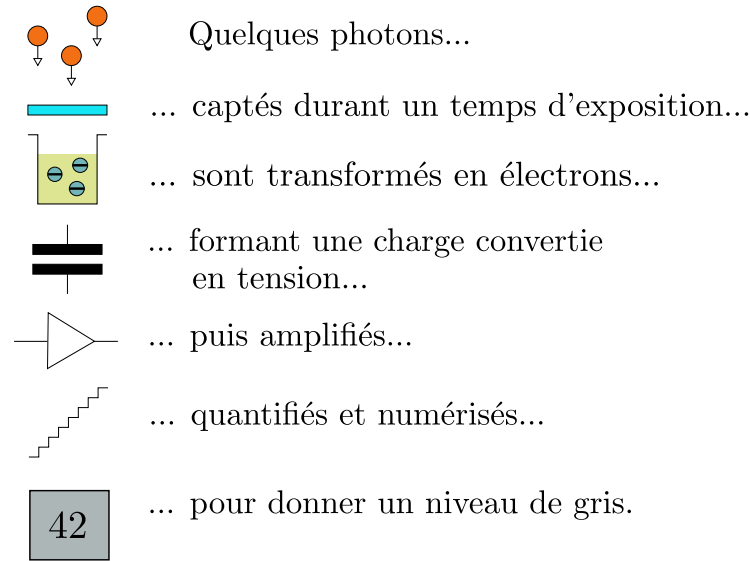 Quelques photons...
... captés durant un temps d'exposition...
... sont transformés en électrons...
... formant une charge convertie
en tension...
... puis amplifiés...
... quantifiés et numérisés...
... pour donner un niveau de gris.
42